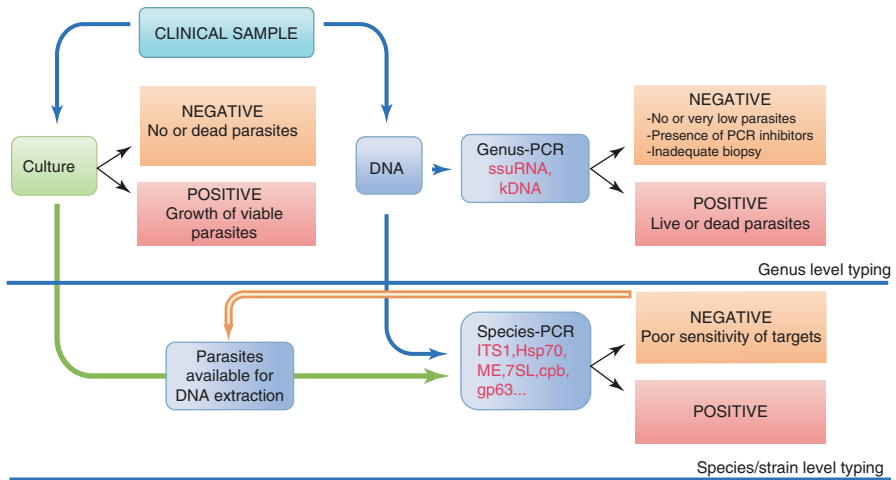 CLINICAL SAMPLE
Culture
NEGATIVE
No or dead parasites
POSITIVE
Growth of viable
parasites
DNA
Genus-PCR
ssuRNA,
kDNA
NEGATIVE
-No or very low parasites
-Presence of PCR inhibitors
-Inadequate biopsy
POSITIVE
Live or dead parasites
Genus level typing
Parasites
available for
DNA extraction
Species-PCR
ITS1,Hsp70,
ME,7SL,cpb,
gp63...
NEGATIVE
Poor sensitivity of targets
POSITIVE
Species/strain level typing